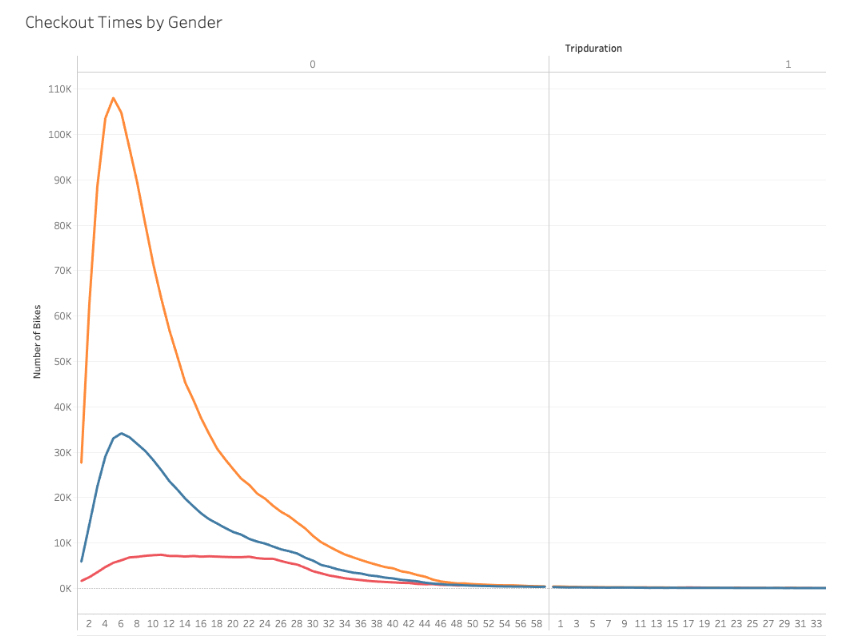 Checkout Times by Gender
Tripduration
0 1
110K
100K
90K
80K
70K
60K
50K
40K
30K
20K
10K
0K
Number of Bikes
2 4 6 8 10 12 14 16 18 20 22 24 26 28 30 32 34 36 38 40 42 44 46 48 50 52 54 56 58 1 3 5 7 9 11 13 15 17 19 21 23 25 27 29 31 33